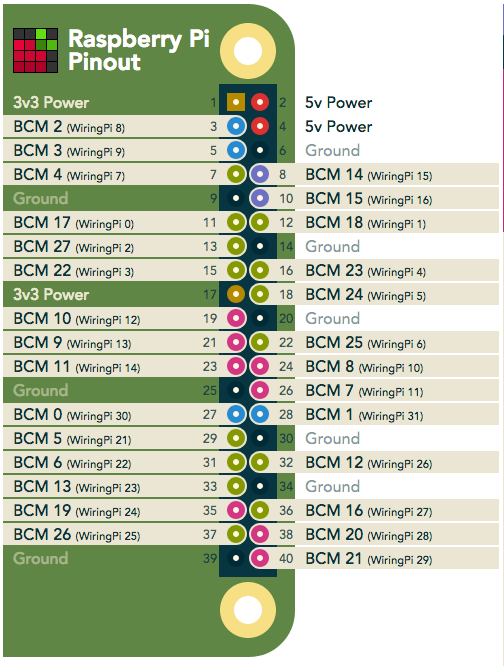 Raspberry Pi
Pinout
3v3 Power 1 2 5v Power
BCM 2 (WiringPi 8) 3 4 5v Power
BCM 3 (WiringPi 9) 5 6 Ground
BCM 4 (WiringPi 7) 7 8 BCM 14 (WiringPi 15)
Ground 9 10 BCM 15 (WiringPi 16)
BCM 17 (WiringPi 0) 11 12 BCM 18 (WiringPi 1)
BCM 27 (WiringPi 2) 13 14 Ground
BCM 22 (WiringPi 3) 15 16 BCM 23 (WiringPi 4)
3v3 Power 17 18 BCM 24 (WiringPi 5)
BCM 10 (WiringPi 12) 19 20 Ground
BCM 9 (WiringPi 13) 21 22 BCM 25 (WiringPi 6)
BCM 11 (WiringPi 14) 23 24 BCM 8 (WiringPi 10)
Ground 25 26 BCM 7 (WiringPi 11)
BCM 0 (WiringPi 30) 27 28 BCM 1 (WiringPi 31)
BCM 5 (WiringPi 21) 29 30 Ground
BCM 6 (WiringPi 22) 31 32 BCM 12 (WiringPi 26)
BCM 13 (WiringPi 23) 33 34 Ground
BCM 19 (WiringPi 24) 35 36 BCM 16 (WiringPi 27)
BCM 26 (WiringPi 25) 37 38 BCM 20 (WiringPi 28)
Ground 39 40 BCM 21 (WiringPi 29)